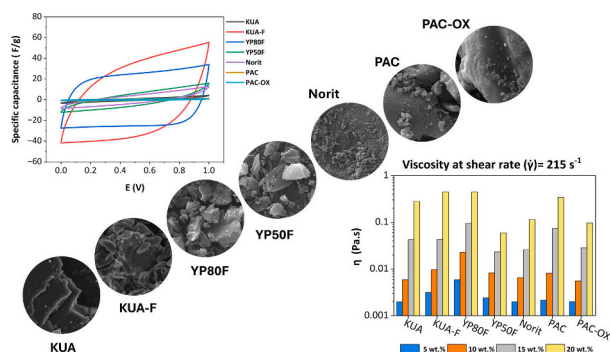 Specific capacitance ( F/g)
60
40
20
0
−20
−40
−60
0.0 0.2 0.4 0.6 0.8 1.0
E (V)
KUA
KUA-F
YP80F
YP50F
Norit
PAC
PAC-OX
PAC-OX
PAC
Norit
YP50F
YP80F
KUA-F
KUA
Viscosity at shear rate (γ̇)= 215 s⁻¹
η (Pa.s)
1
0.1
0.01
0.001
KUA KUA-F YP80F YP50F Norit PAC PAC-OX
5 wt.% 10 wt.% 15 wt.% 20 wt.%